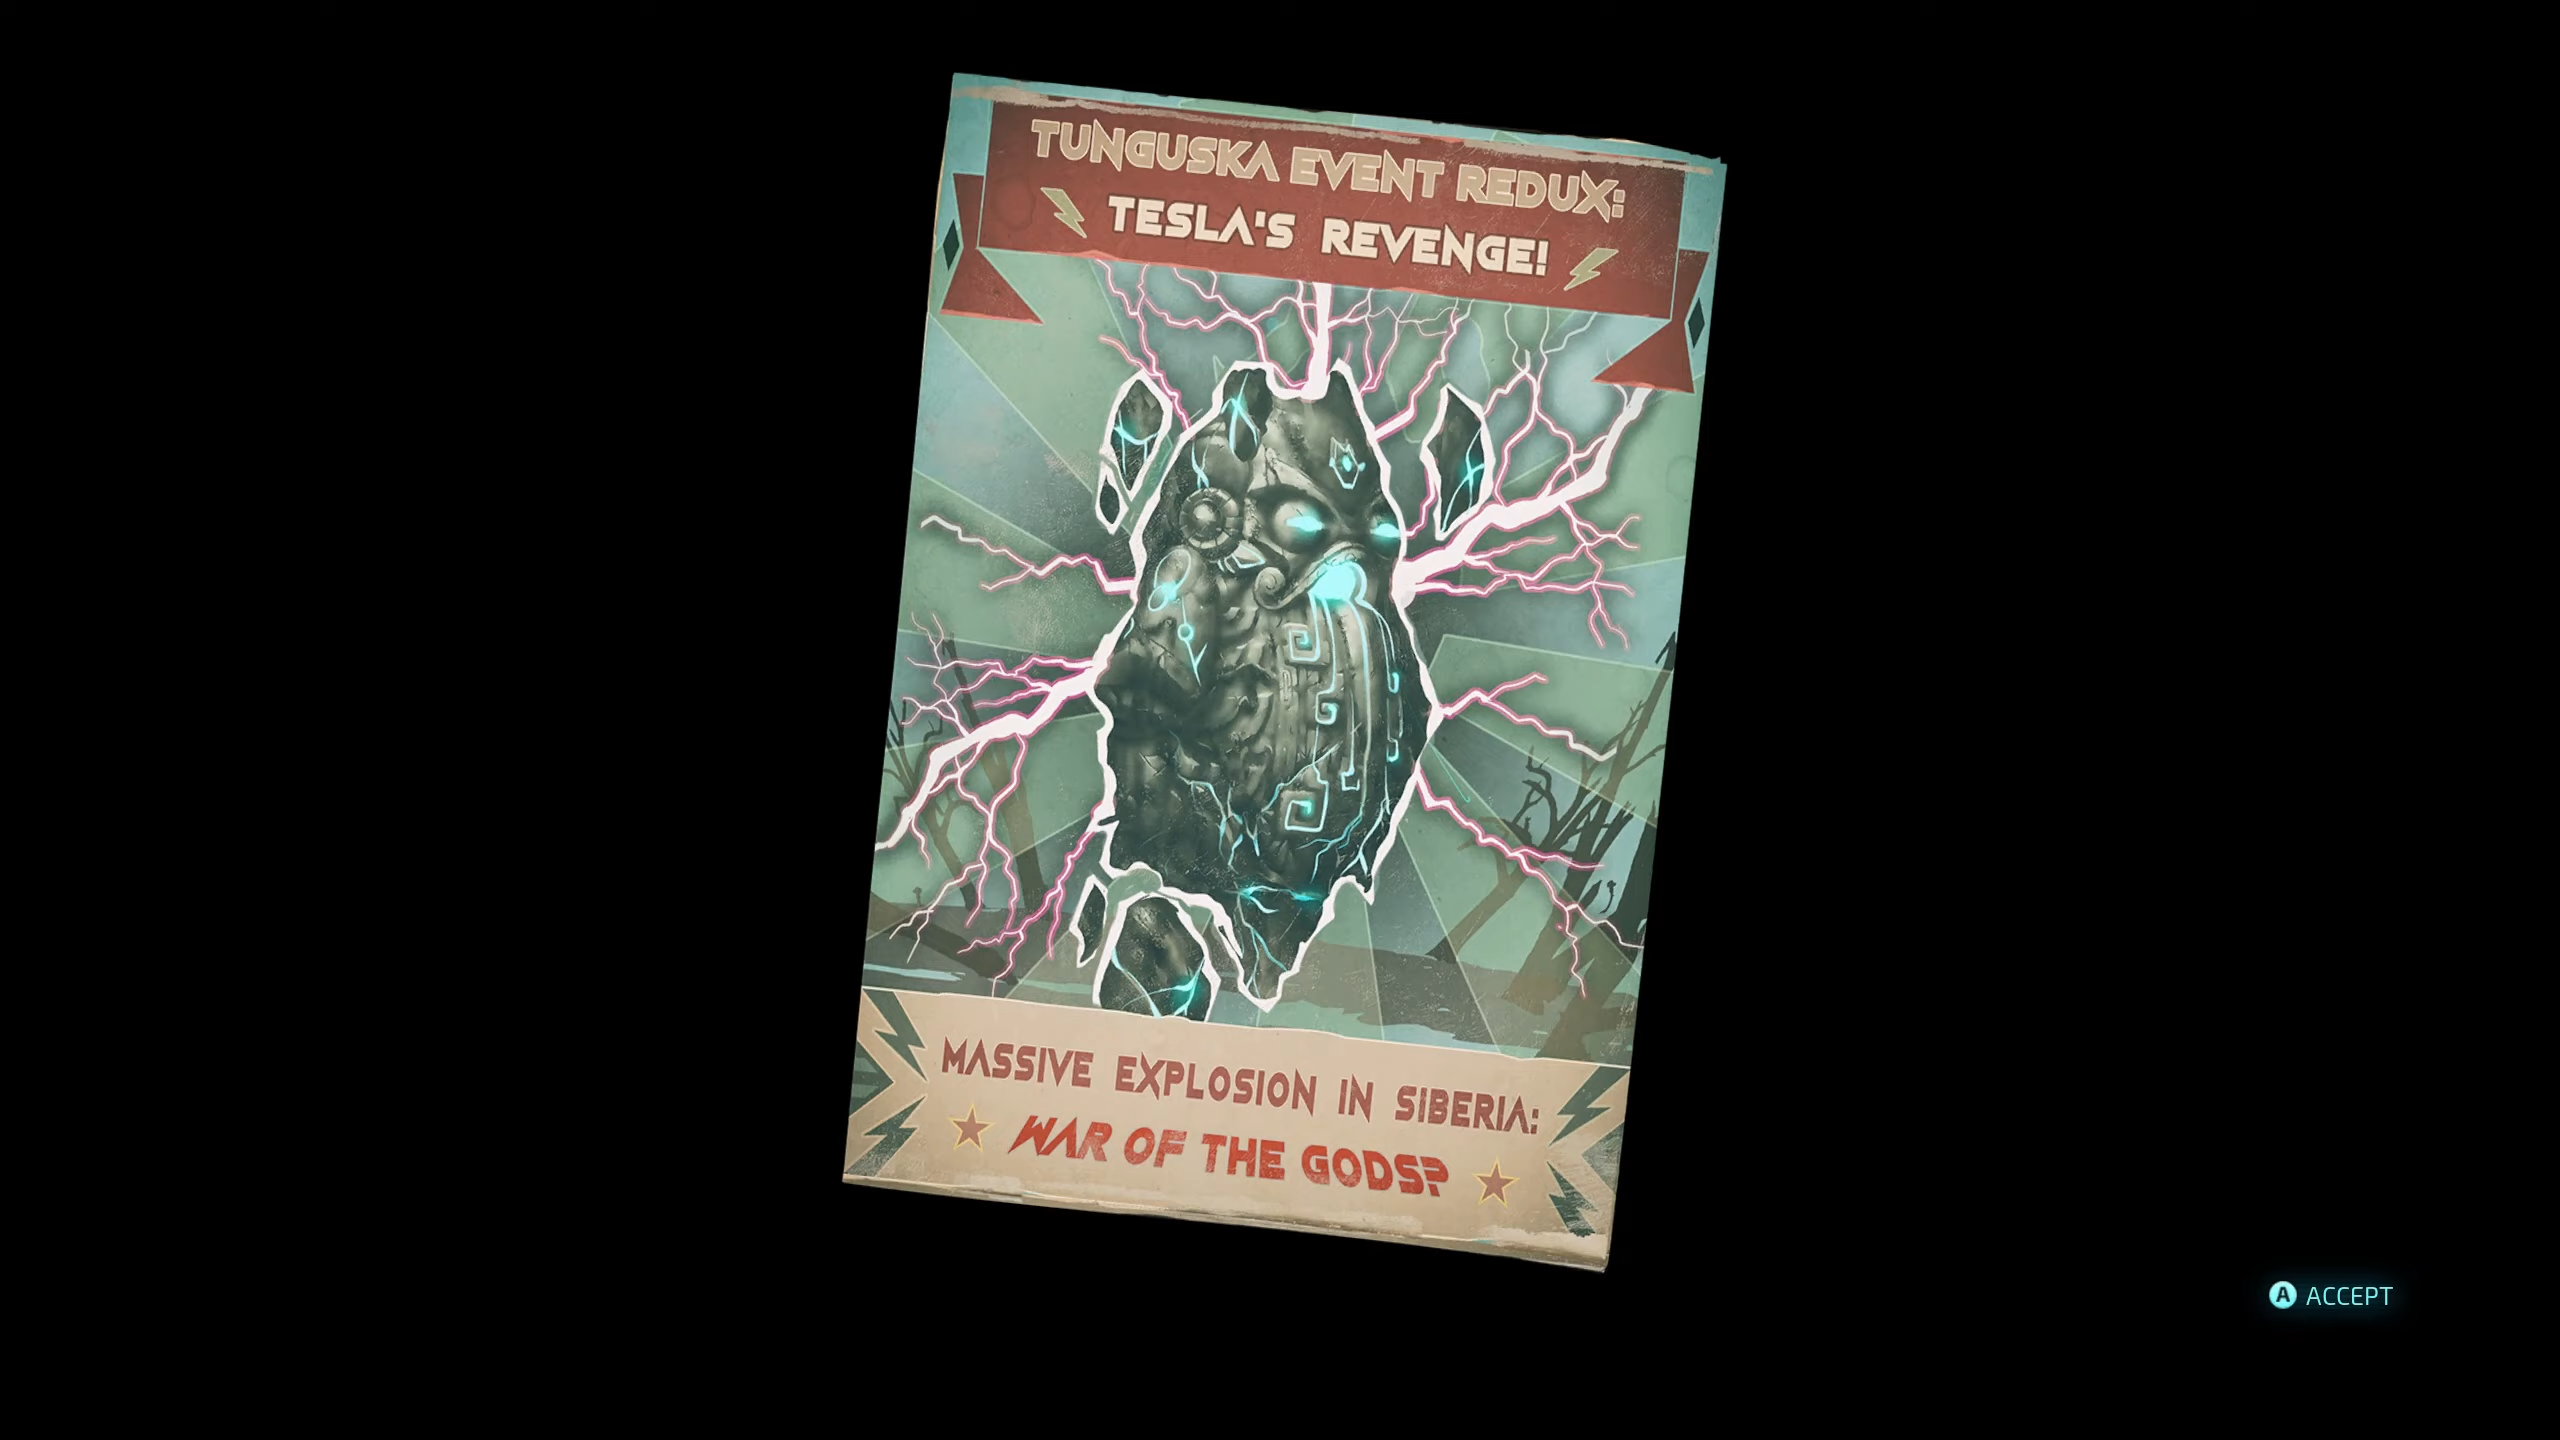 TUNGUSKA EVENT REDUX:
TESLA'S REVENGE!
MASSIVE EXPLOSION IN SIBERIA:
WAR OF THE GODS?
A ACCEPT